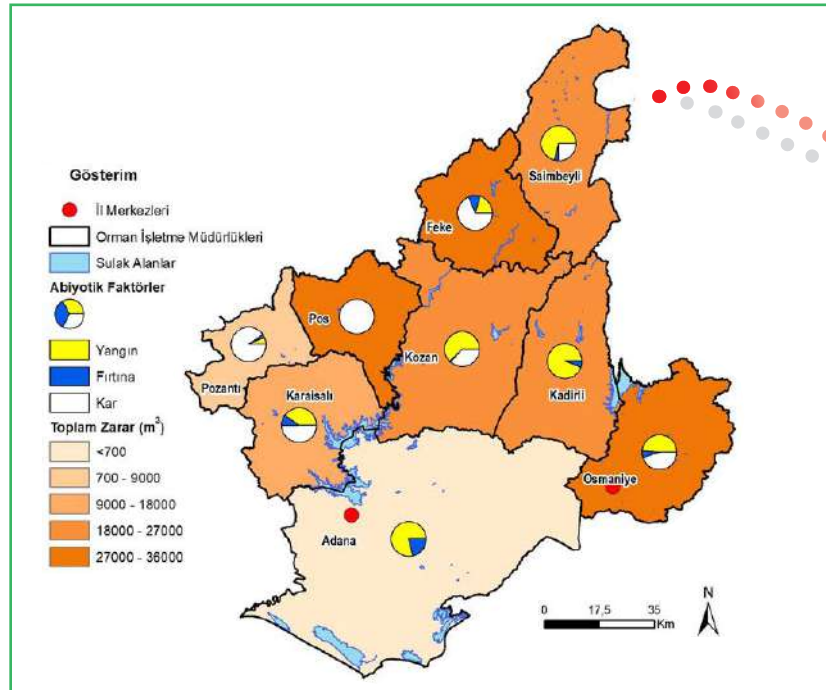 Gösterim
İl Merkezleri
Orman İşletme Müdürlükleri
Sulak Alanlar
Abiyotik Faktörler
Yangın
Fırtına
Kar
Toplam Zarar (m³)
<700
700 - 9000
9000 - 18000
18000 - 27000
27000 - 36000
Saimbeyli
Feke
Pos
Pozantı
Kozan
Kadirli
Karaisalı
Osmaniye
Adana
N
0 17,5 35
Km